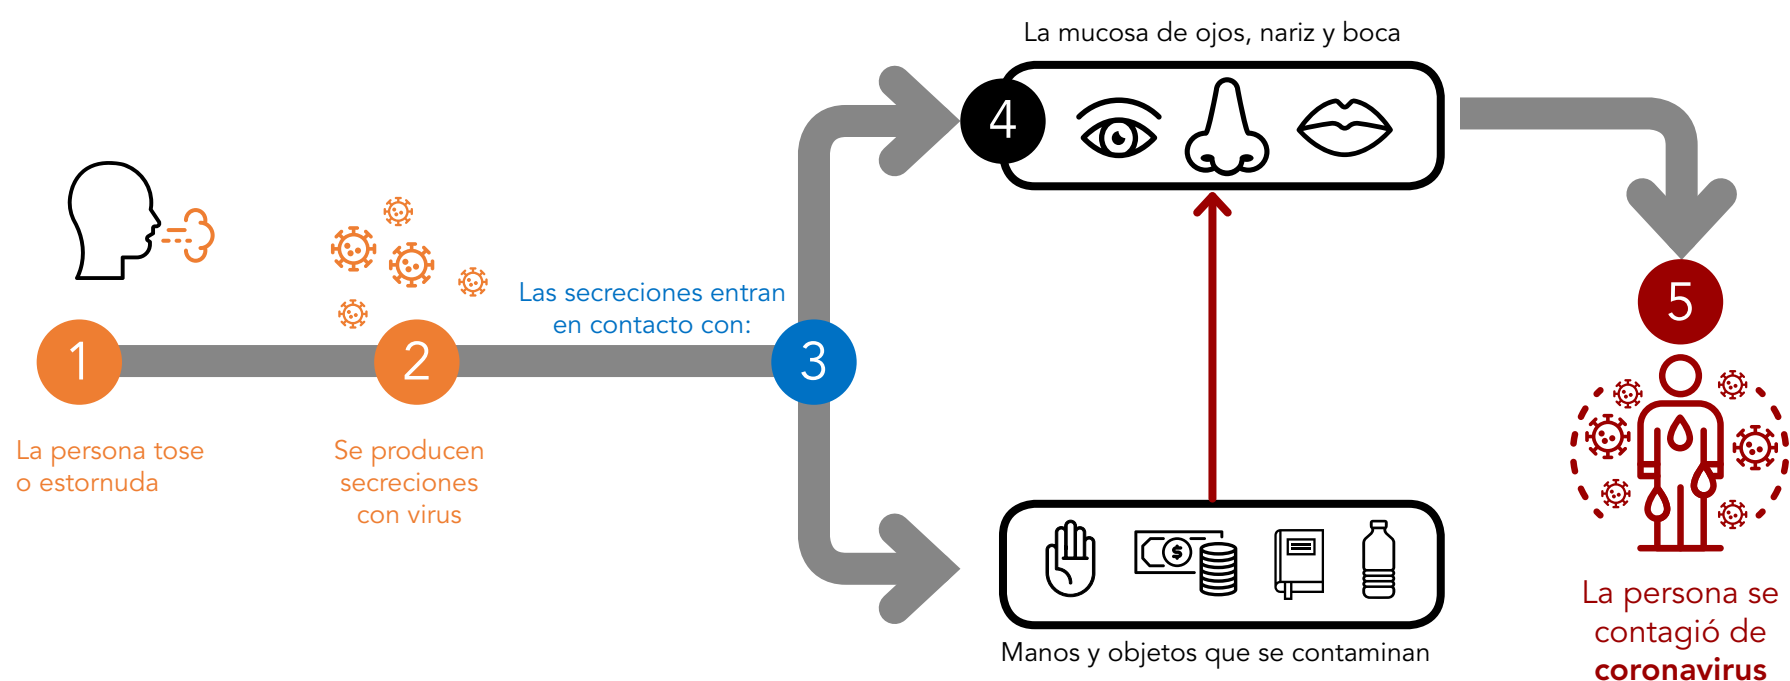 La mucosa de ojos, nariz y boca
4
5
Las secreciones entran
en contacto con:
1
2
3
La persona tose
o estornuda
Se producen
secreciones
con virus
$
Manos y objetos que se contaminan
La persona se
contagió de
coronavirus